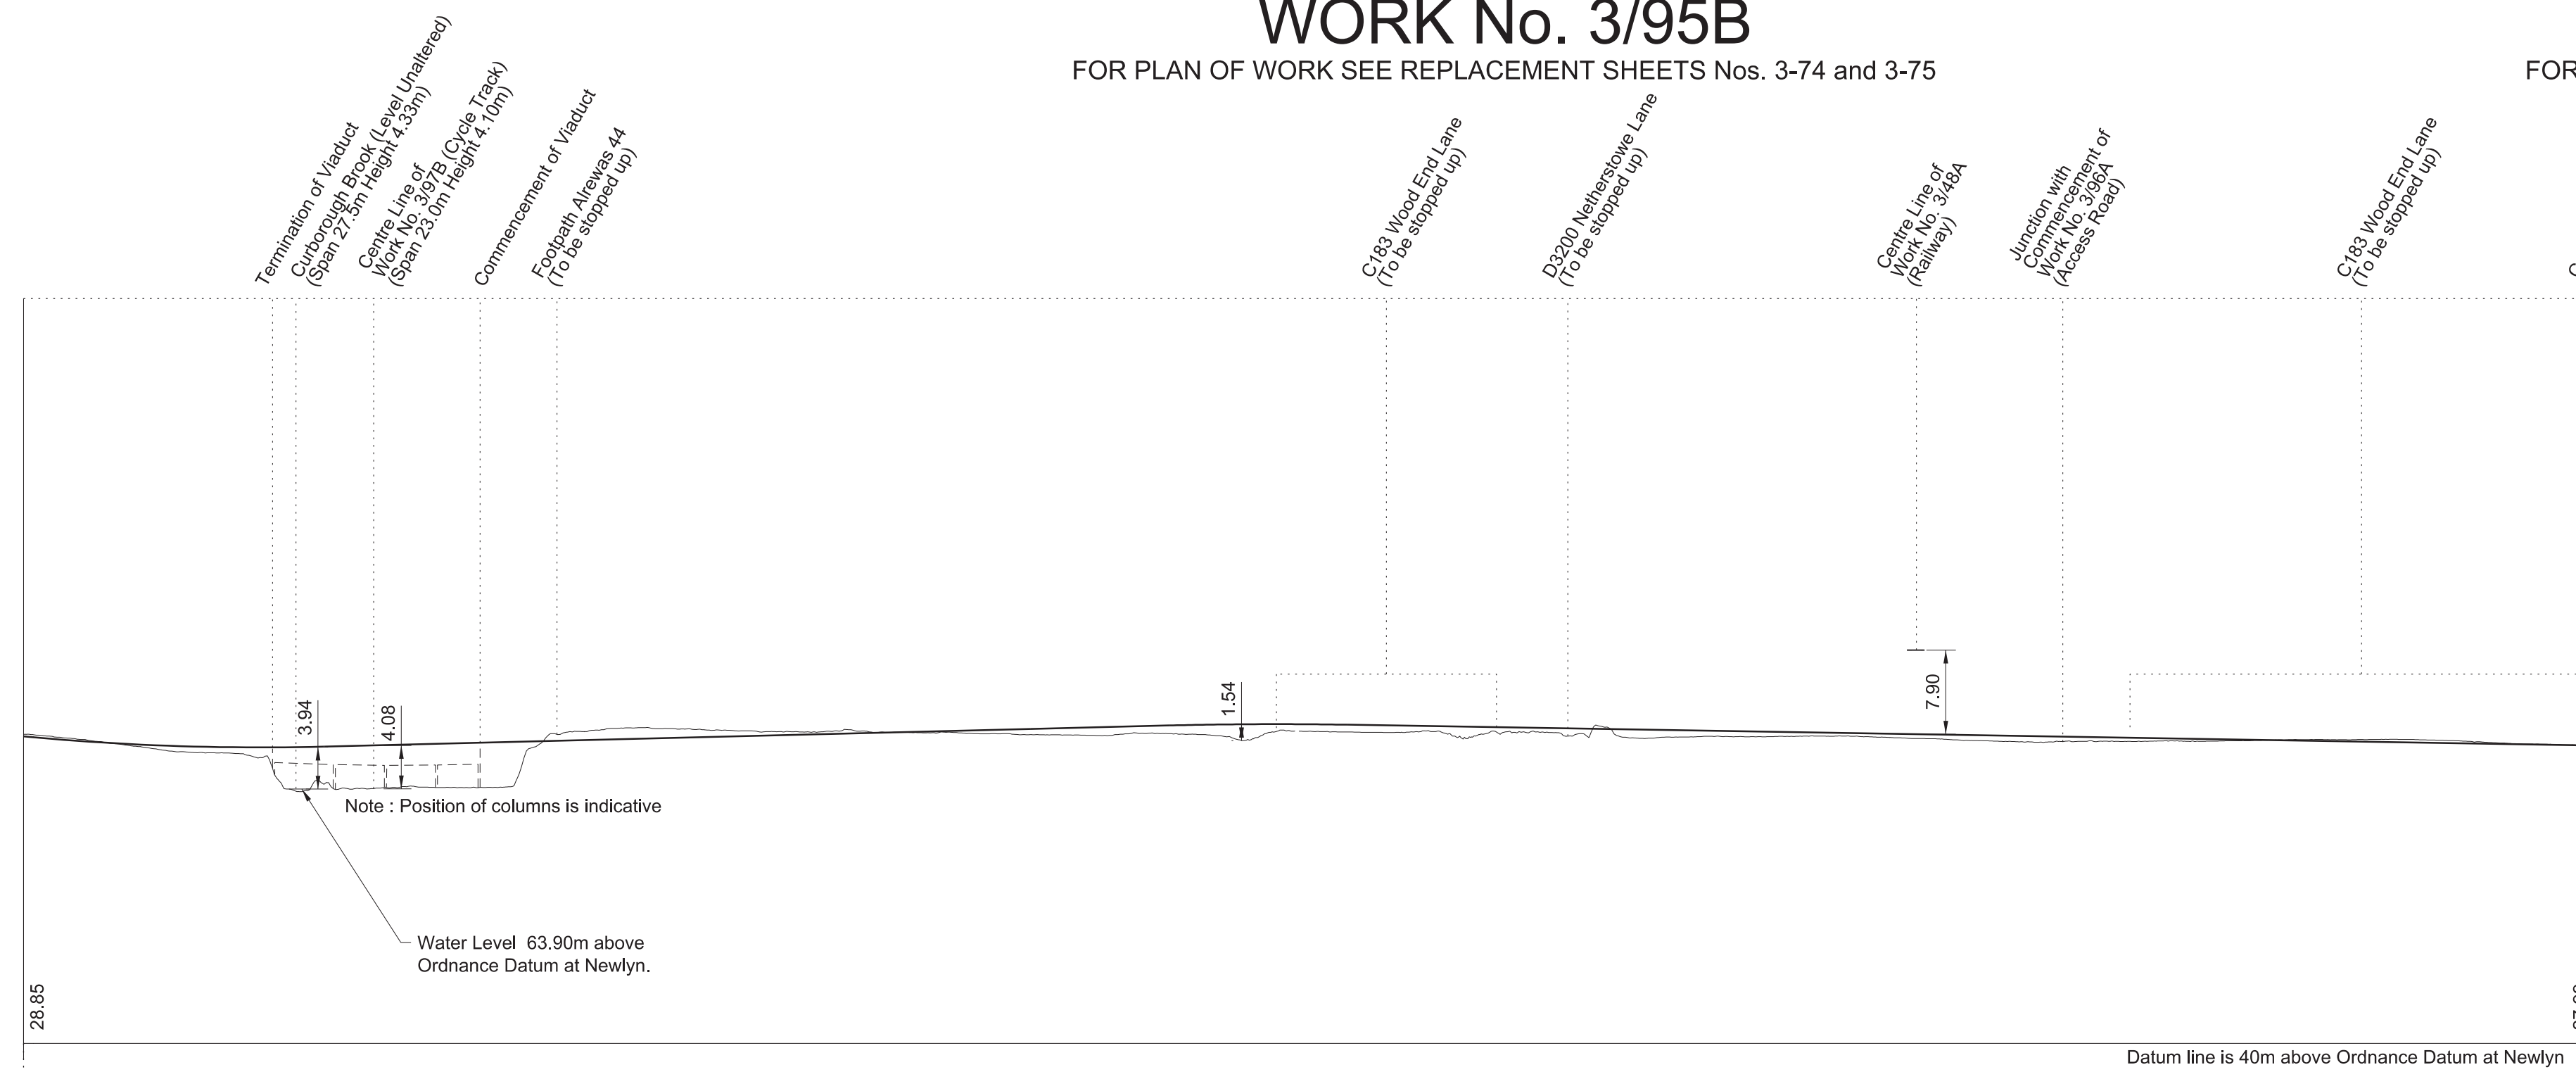 WORK No. 3/95B
FOR PLAN OF WORK SEE REPLACEMENT SHEETS Nos. 3-74 and 3-75
FOR
Termination of Viaduct
Curborough Brook (Level Unaltered)
(Span 27.5m Height 4.33m)
Centre Line of
Work No. 3/97B (Cycle Track)
(Span 23.0m Height 4.10m)
Commencement of Viaduct
Footpath Alrewas 44
(To be stopped up)
C183 Wood End Lane
(To be stopped up)
D3200 Netherstowe Lane
(To be stopped up)
Centre Line of
Work No. 3/48A
(Railway)
Junction with
Commencement of
Work No. 3/96A
(Access Road)
C183 Wood End Lane
(To be stopped up)
3.94
4.08
1.54
7.90
Note : Position of columns is indicative
Water Level 63.90m above
Ordnance Datum at Newlyn.
28.85
Datum line is 40m above Ordnance Datum at Newlyn